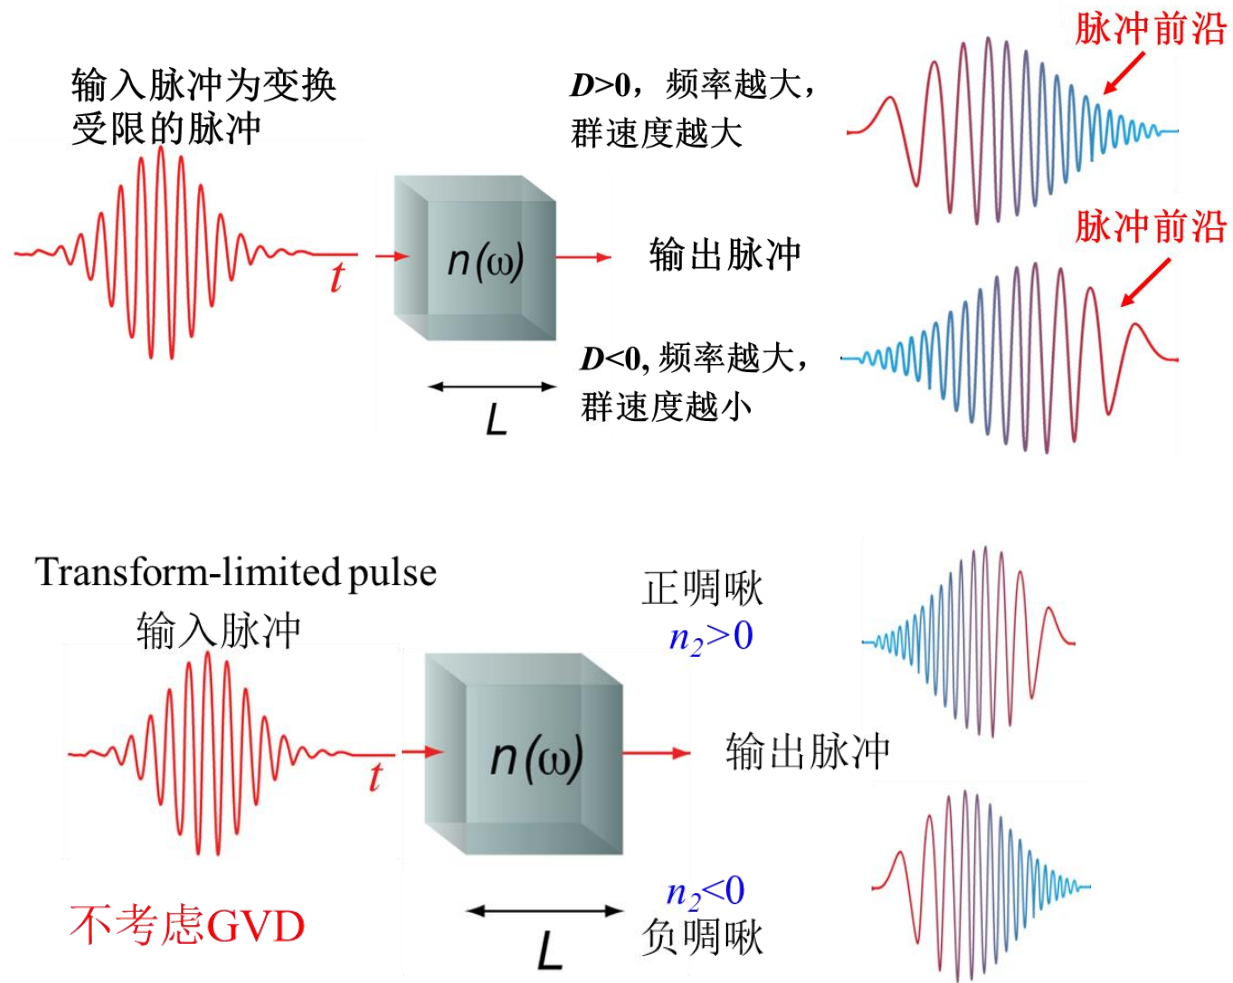 输入脉冲为变换
受限的脉冲
t
n(ω)
L
D>0，频率越大，
群速度越大
脉冲前沿
输出脉冲
脉冲前沿
D<0, 频率越大，
群速度越小
Transform-limited pulse
输入脉冲
t
不考虑GVD
n(ω)
L
正啁啾
n₂>0
输出脉冲
n₂<0
负啁啾